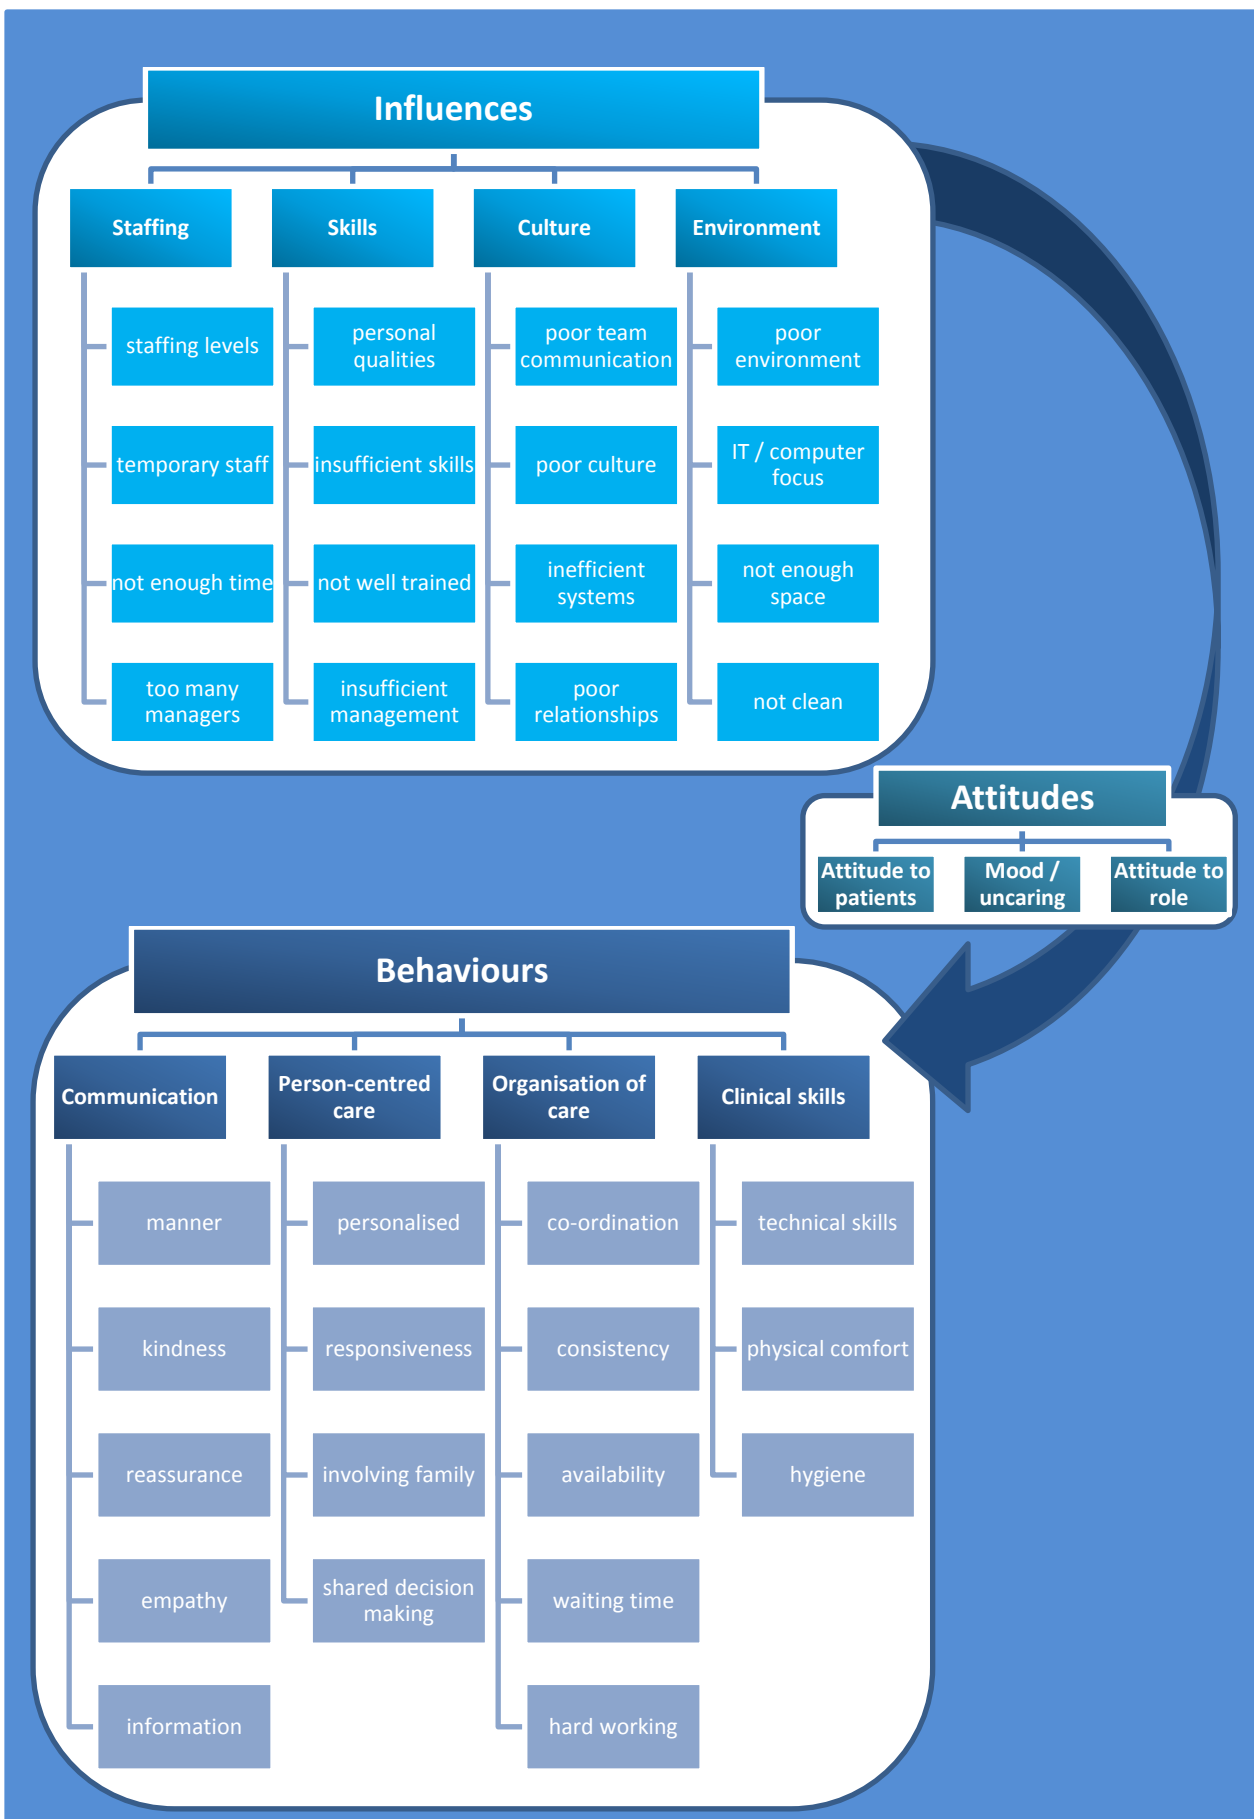 Influences
Staffing
Skills
Culture
Environment
staffing levels
personal
qualities
poor team
communication
poor
environment
temporary staff
insufficient skills
poor culture
IT / computer
focus
not enough time
not well trained
inefficient
systems
not enough
space
too many
managers
insufficient
management
poor
relationships
not clean
Attitudes
Attitude to
patients
Mood /
uncaring
Attitude to
role
Behaviours
Communication
Person-centred
care
Organisation of
care
Clinical skills
manner
personalised
co-ordination
technical skills
kindness
responsiveness
consistency
physical comfort
reassurance
involving family
availability
hygiene
empathy
shared decision
making
waiting time
information
hard working